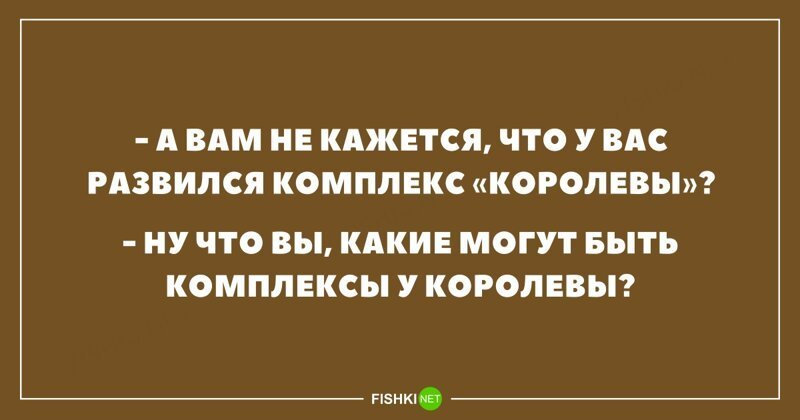 - А ВАМ НЕ КАЖЕТСЯ, ЧТО У ВАС
РАЗВИЛСЯ КОМПЛЕКС «КОРОЛЕВЫ»?
- НУ ЧТО ВЫ, КАКИЕ МОГУТ БЫТЬ
КОМПЛЕКСЫ У КОРОЛЕВЫ?
FISHKI NET